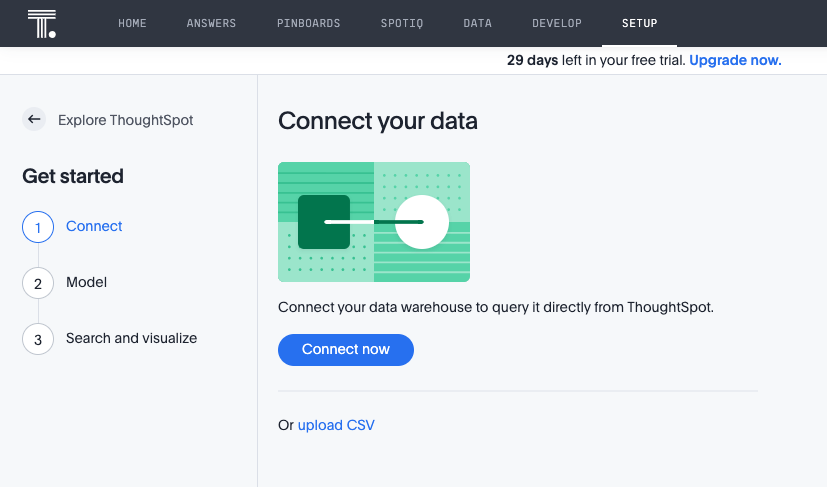 T.
HOME ANSWERS PINBOARDS SPOTIQ DATA DEVELOP SETUP
29 days left in your free trial. Upgrade now.
Explore ThoughtSpot
Get started
1 Connect
2 Model
3 Search and visualize
Connect your data
Connect your data warehouse to query it directly from ThoughtSpot.
Connect now
Or upload CSV